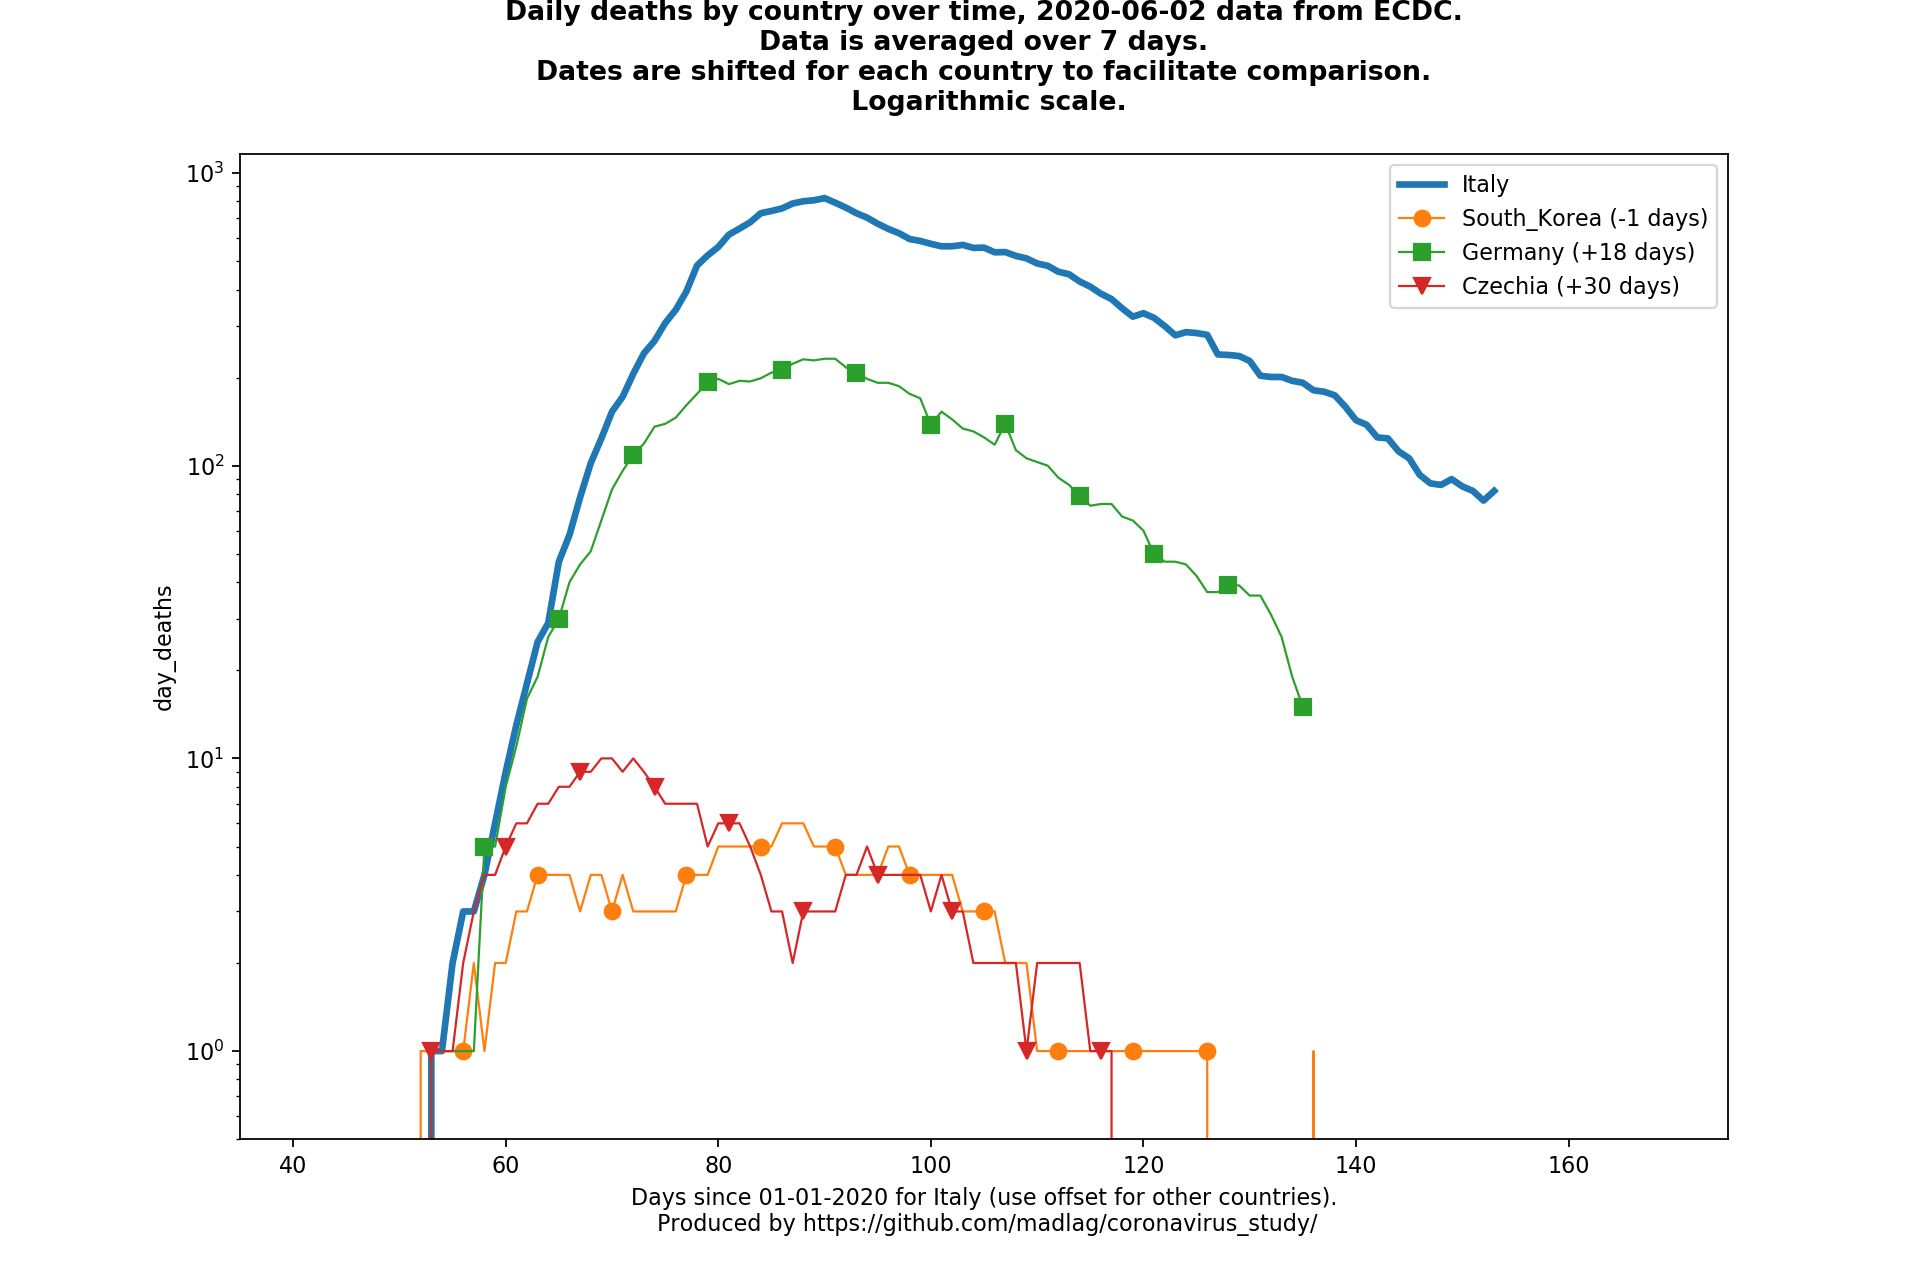 Daily deaths by country over time, 2020-06-02 data from ECDC.
Data is averaged over 7 days.
Dates are shifted for each country to facilitate comparison.
Logarithmic scale.
10³
10²
10¹
10⁰
day_deaths
Italy
South_Korea (-1 days)
Germany (+18 days)
Czechia (+30 days)
40 60 80 100 120 140 160
Days since 01-01-2020 for Italy (use offset for other countries).
Produced by https://github.com/madlag/coronavirus_study/